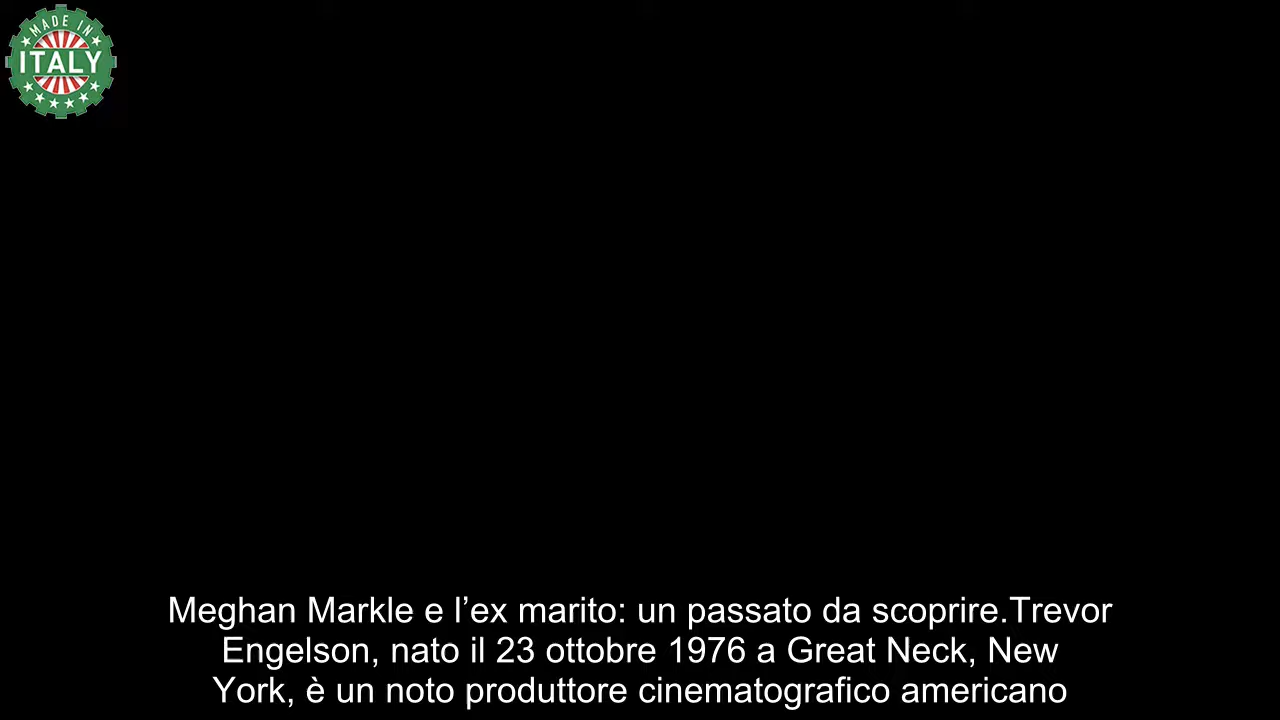 MADE IN
ITALY
Meghan Markle e l’ex marito: un passato da scoprire.Trevor
Engelson, nato il 23 ottobre 1976 a Great Neck, New
York, è un noto produttore cinematografico americano